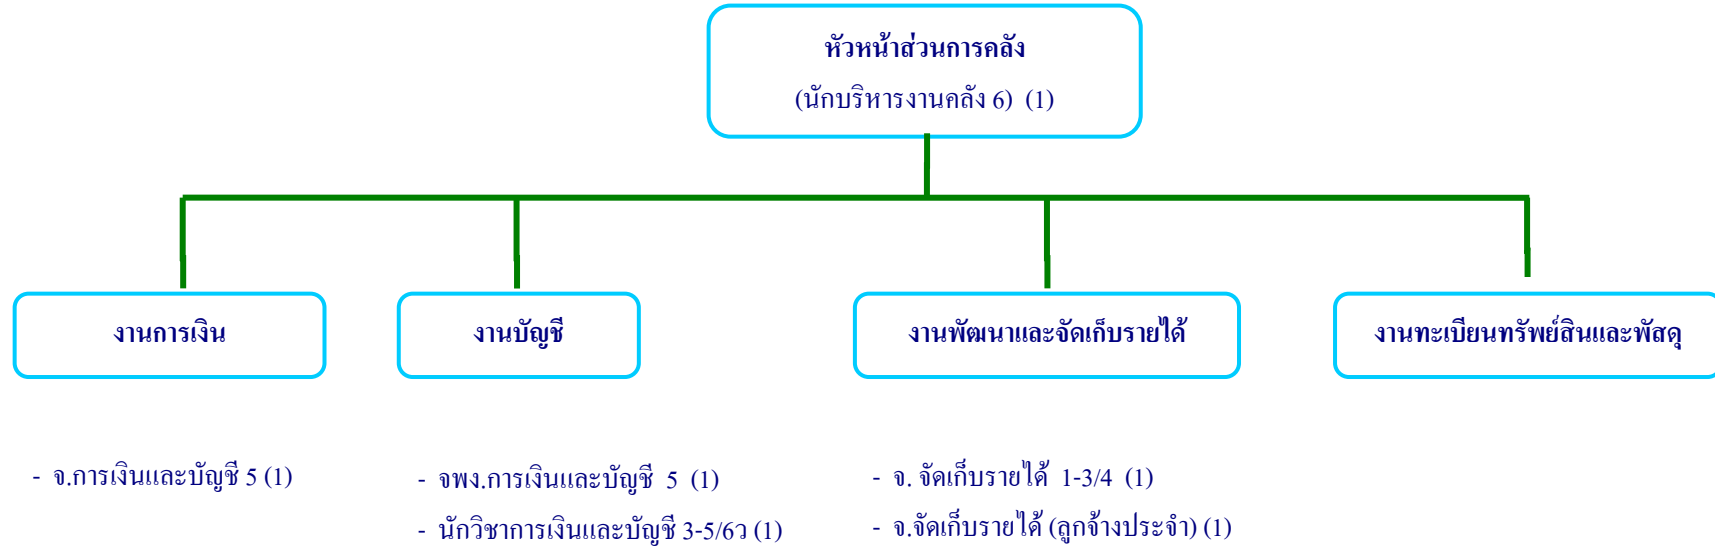 หัวหน้าส่วนการคลัง
(นักบริหารงานคลัง 6) (1)
งานการเงิน
งานบัญชี
งานพัฒนาและจัดเก็บรายได้
งานทะเบียนทรัพย์สินและพัสดุ
- จ.การเงินและบัญชี 5 (1)
- จพง.การเงินและบัญชี 5 (1)
- นักวิชาการเงินและบัญชี 3-5/6ว (1)
- จ. จัดเก็บรายได้ 1-3/4 (1)
- จ.จัดเก็บรายได้ (ลูกจ้างประจำ) (1)